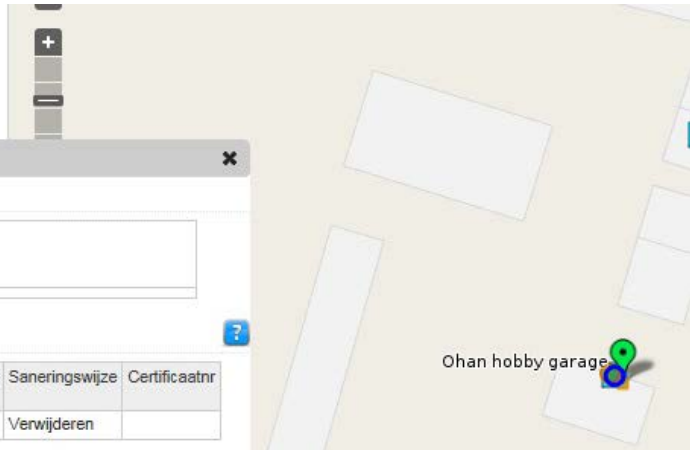 +
Ohan hobby garage
?
Saneringswijze Certificaatnr
Verwijderen